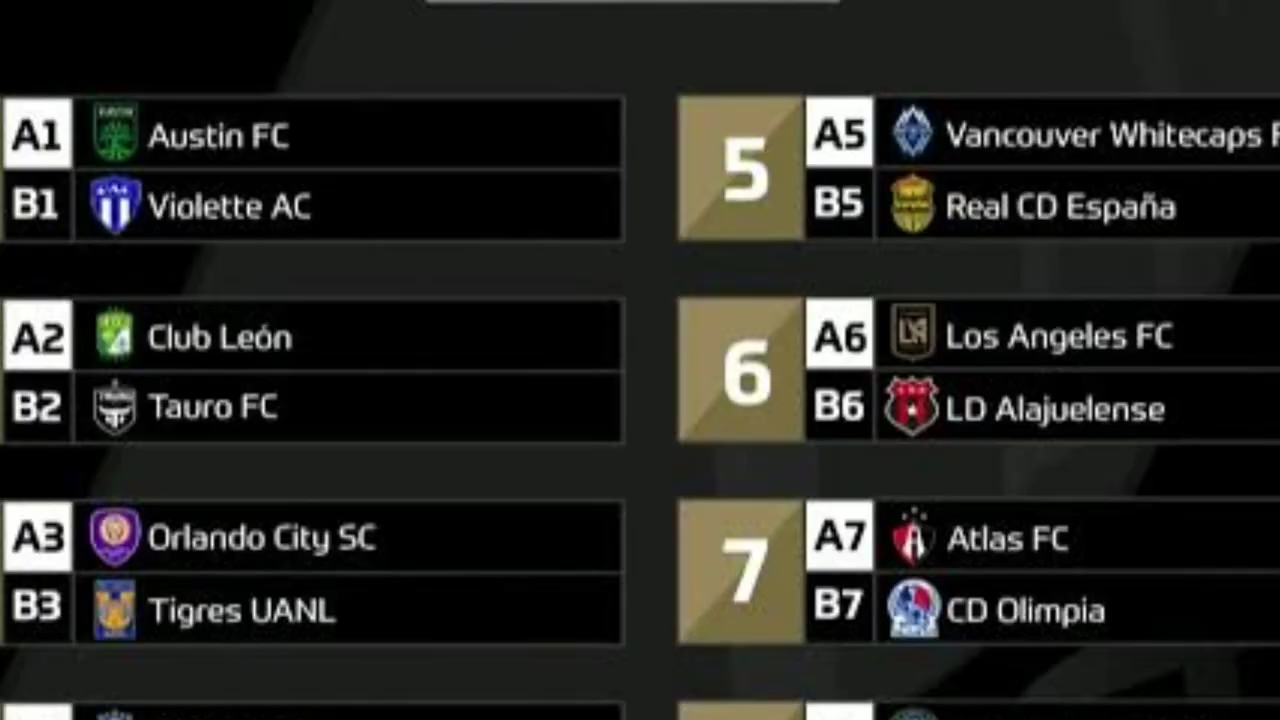 A1 Austin FC
B1 Violette AC
A2 Club León
B2 Tauro FC
A3 Orlando City SC
B3 Tigres UANL
5
A5 Vancouver Whitecaps
B5 Real CD España
6
A6 Los Angeles FC
B6 LD Alajuelense
7
A7 Atlas FC
B7 CD Olimpia